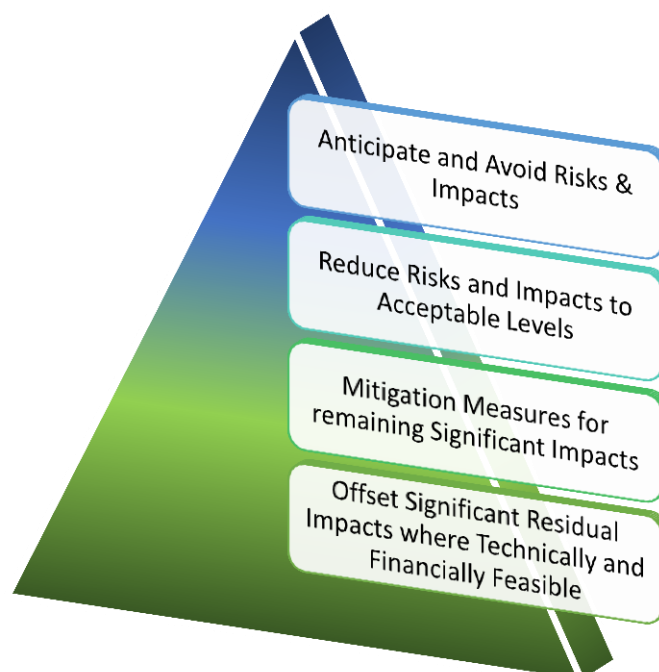 Anticipate and Avoid Risks &
Impacts
Reduce Risks and Impacts to
Acceptable Levels
Mitigation Measures for
remaining Significant Impacts
Offset Significant Residual
Impacts where Technically and
Financially Feasible